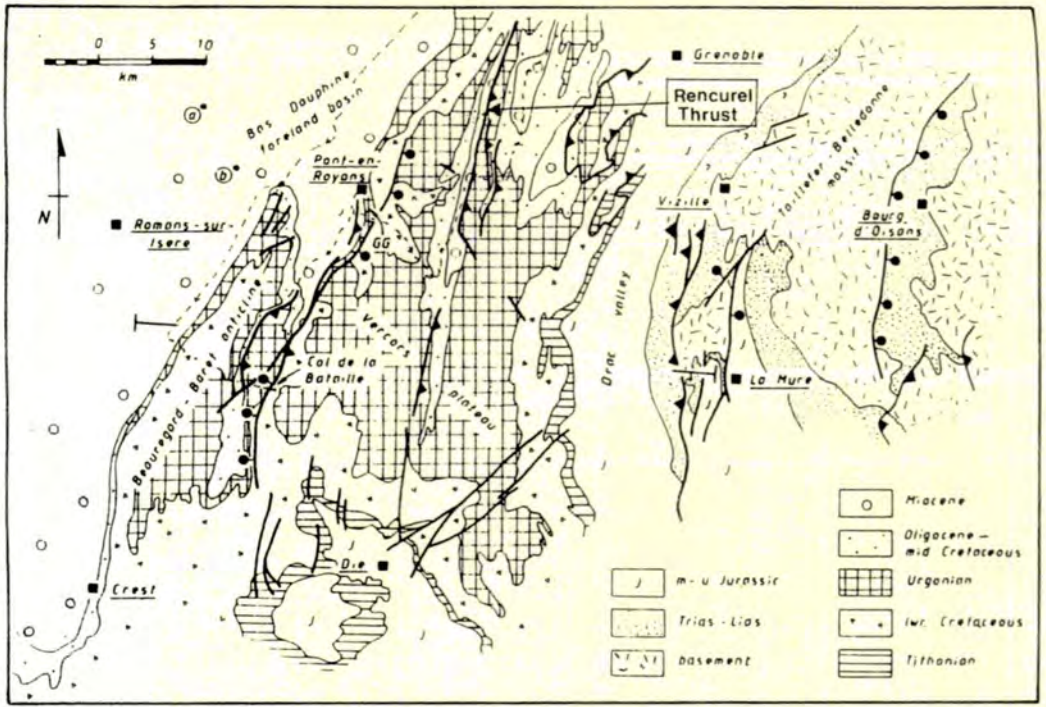 0 5 10
km
N
a
b
Bas Dauphine
foreland basin
Grenoble
Rencurel
Thrust
Pont-en-
Royans
Romans-sur-
Isere
GG
Vizille
Taillefer-Belledonne
massif
Bourg
d'Oisans
Vercors
plateau
Drac valley
Beauregard Baret anticline
Col de la
Bataille
La Mure
Die
Crest
J
J
J
J
J
J
J
Miocene
Oligocene -
mid Cretaceous
m-u Jurassic
Urgonian
Trias-Lias
lwr. Cretaceous
basement
Tithonian